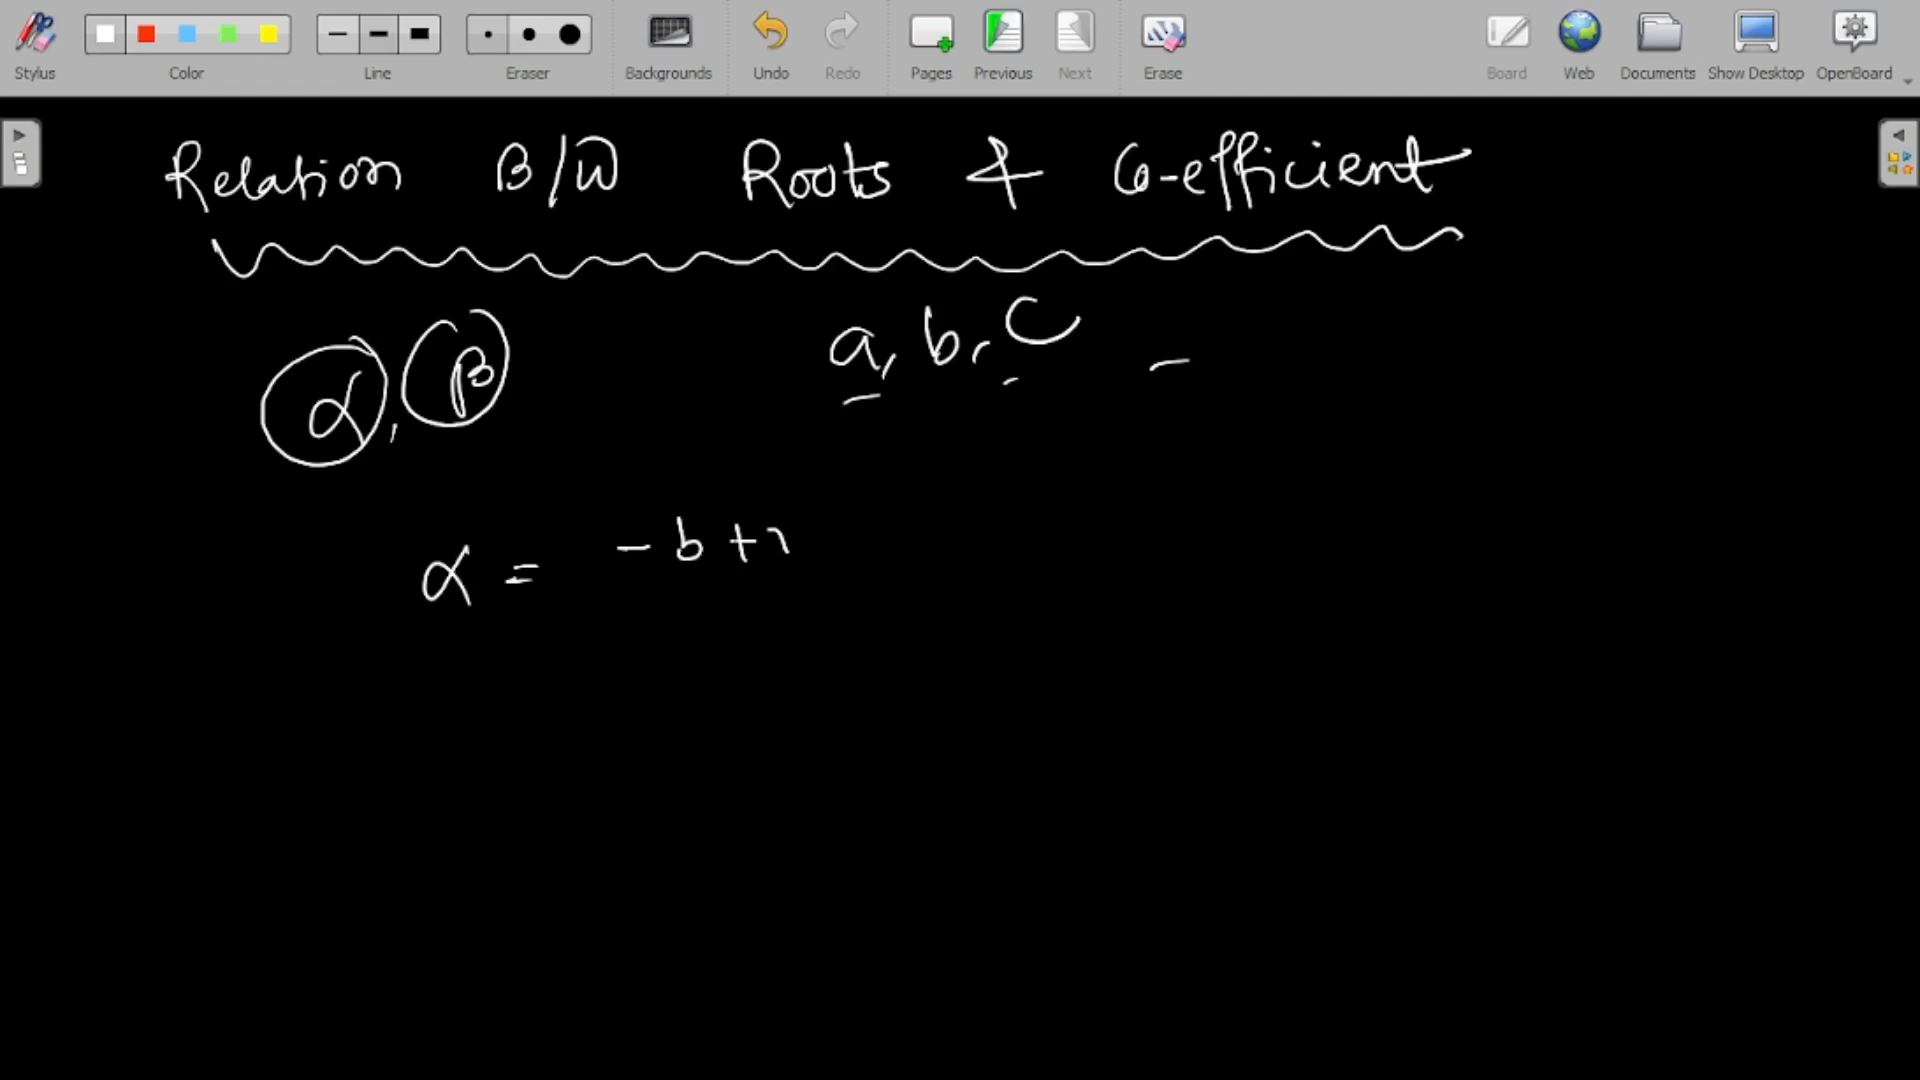 Stylus Color Line Eraser Backgrounds Undo Redo Pages Previous Next Erase Board Web Documents Show Desktop OpenBoard
Relation B/W Roots & Co-efficient
α, β a, b, c -
α = - b +